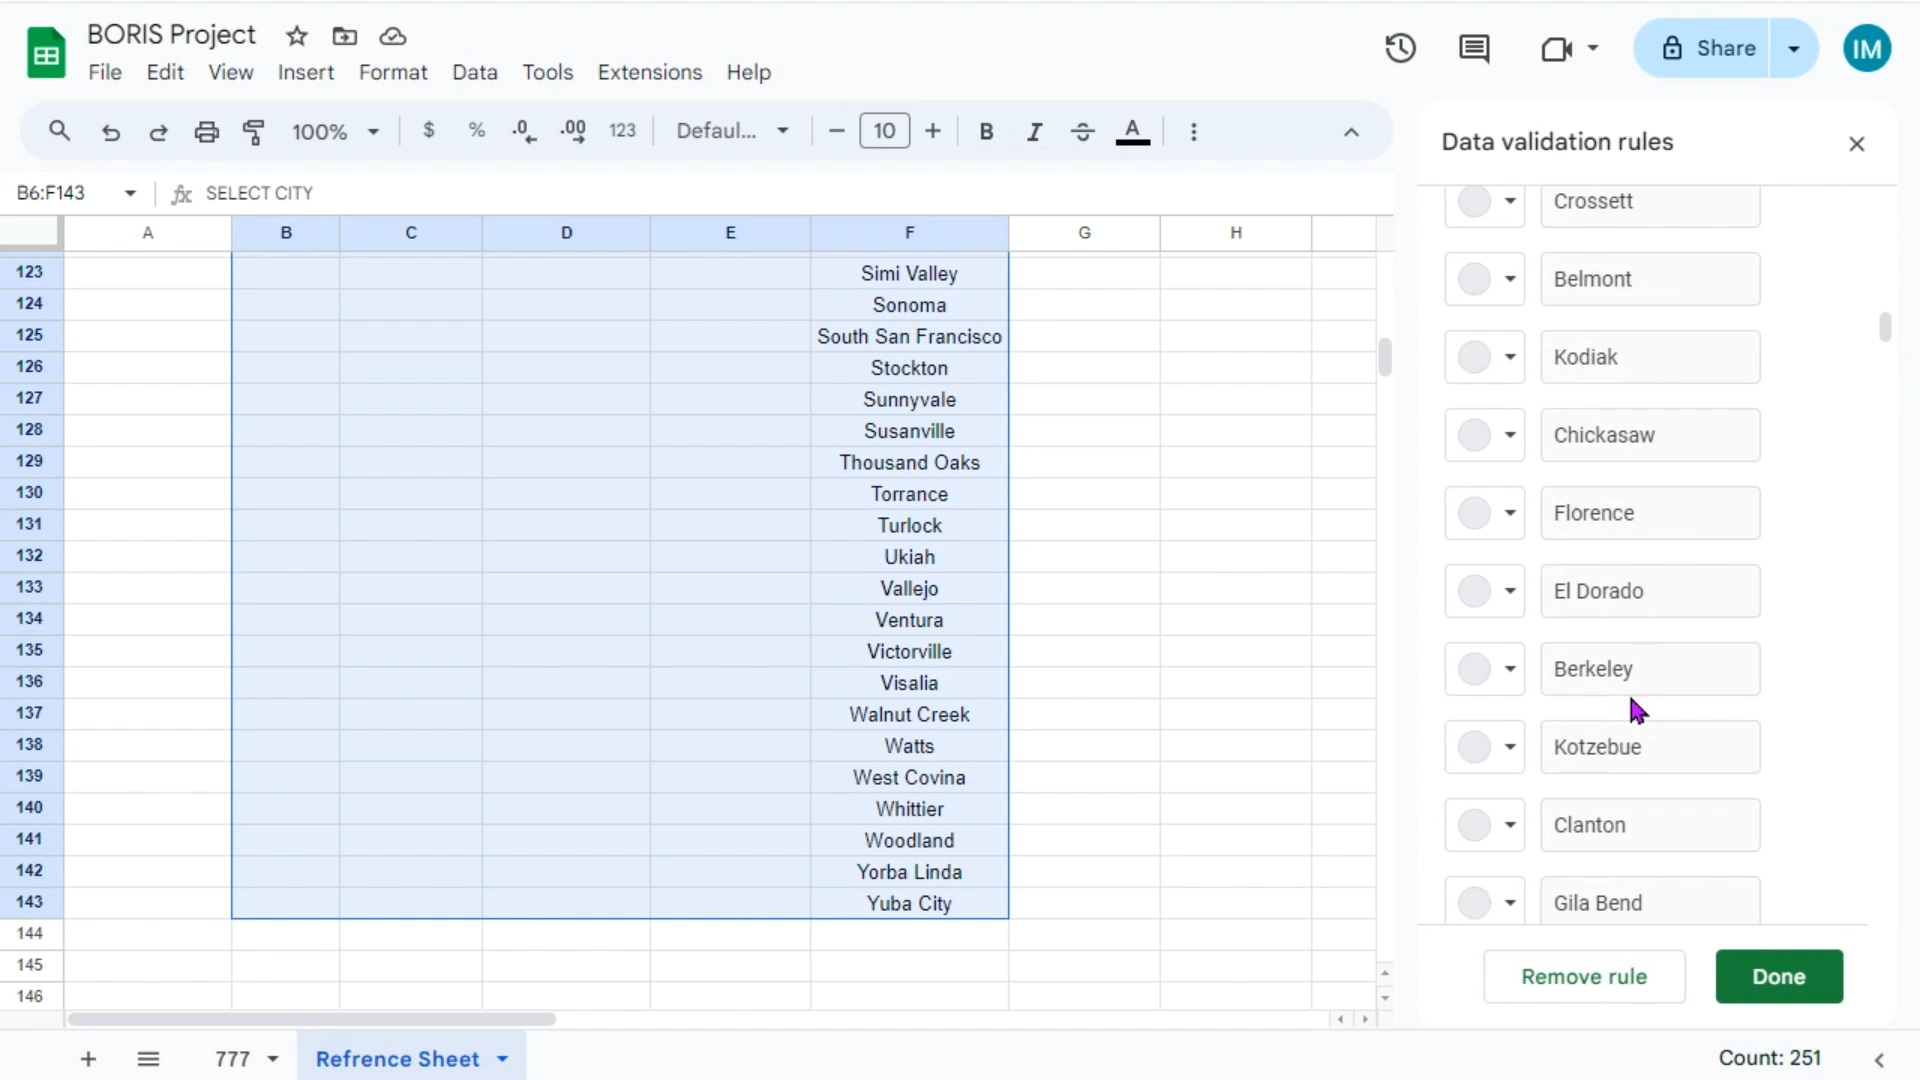 BORIS Project
File Edit View Insert Format Data Tools Extensions Help
Share
IM
100% $ % .0 .00 123 Defaul... 10 B I A
B6:F143 fx SELECT CITY
A B C D E F G H
123 Simi Valley
124 Sonoma
125 South San Francisco
126 Stockton
127 Sunnyvale
128 Susanville
129 Thousand Oaks
130 Torrance
131 Turlock
132 Ukiah
133 Vallejo
134 Ventura
135 Victorville
136 Visalia
137 Walnut Creek
138 Watts
139 West Covina
140 Whittier
141 Woodland
142 Yorba Linda
143 Yuba City
144
145
146
Data validation rules
Crossett
Belmont
Kodiak
Chickasaw
Florence
El Dorado
Berkeley
Kotzebue
Clanton
Gila Bend
Remove rule Done
777 Refrence Sheet Count: 251